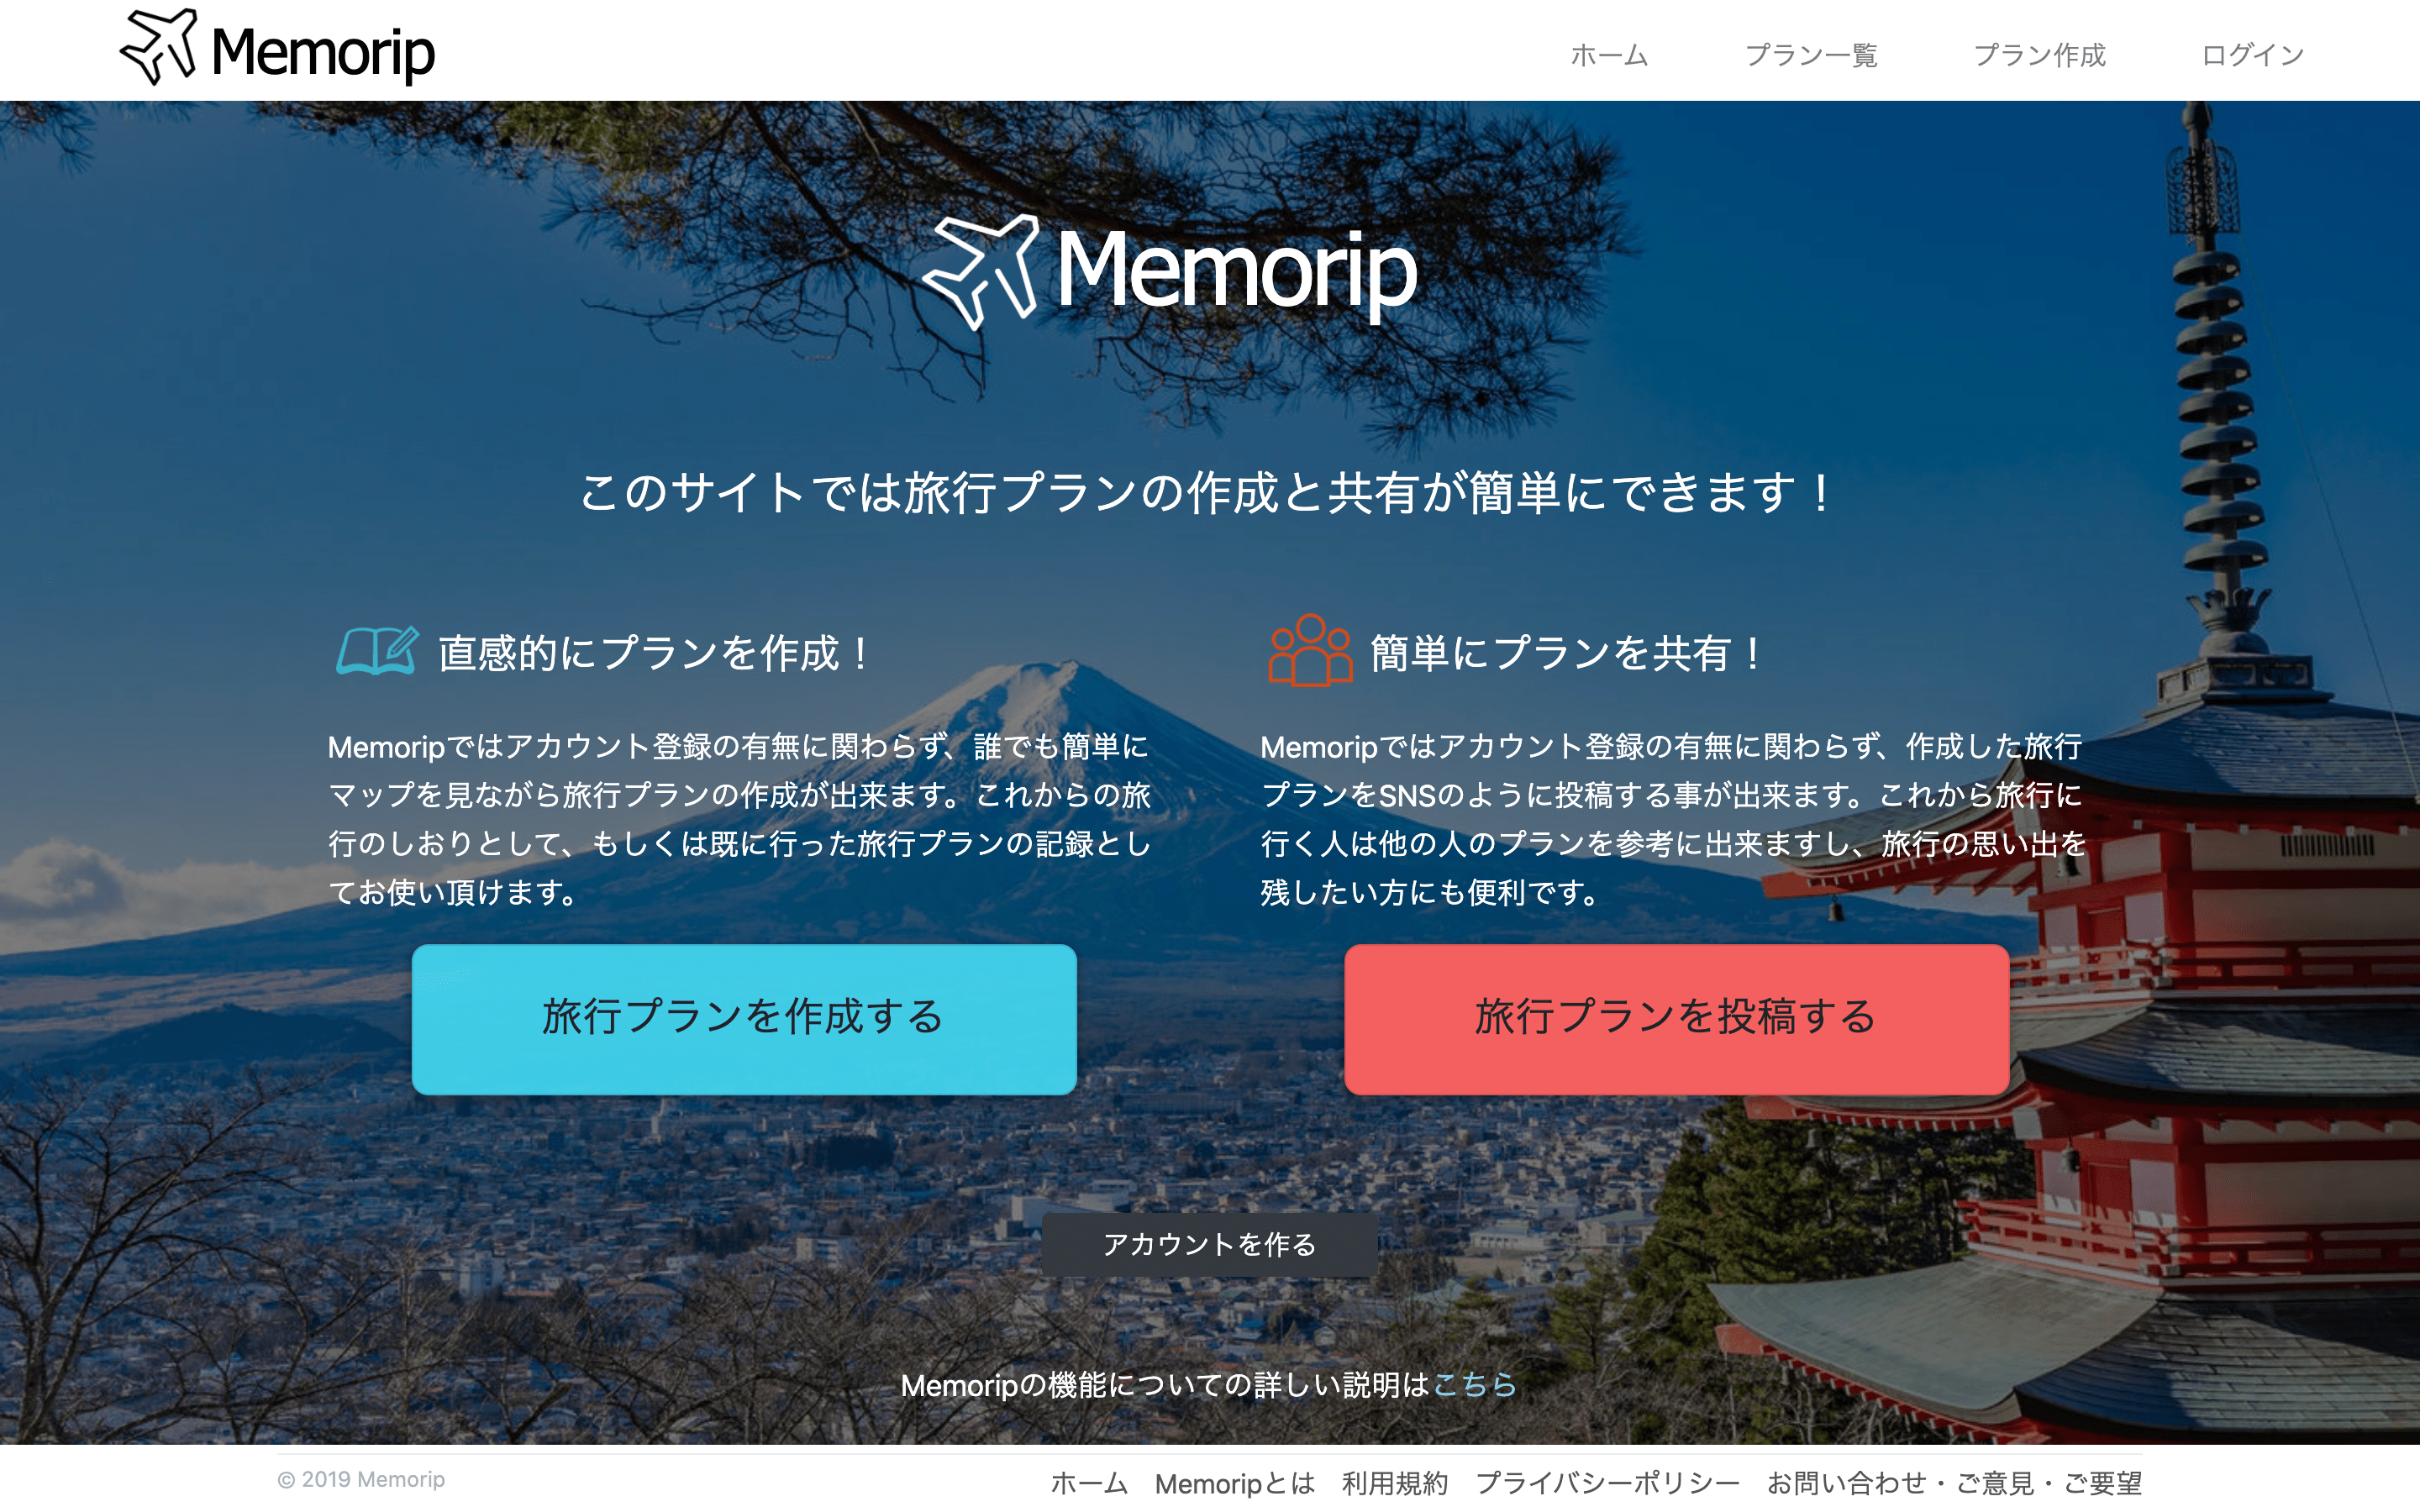 Memorip
ホーム プラン一覧 プラン作成 ログイン
Memorip
このサイトでは旅行プランの作成と共有が簡単にできます！
直感的にプランを作成！
Memoripではアカウント登録の有無に関わらず、誰でも簡単に
マップを見ながら旅行プランの作成が出来ます。これからの旅
行のしおりとして、もしくは既に行った旅行プランの記録とし
てお使い頂けます。
旅行プランを作成する
簡単にプランを共有！
Memoripではアカウント登録の有無に関わらず、作成した旅行
プランをSNSのように投稿する事が出来ます。これから旅行に
行く人は他の人のプランを参考に出来ますし、旅行の思い出を
残したい方にも便利です。
旅行プランを投稿する
アカウントを作る
Memoripの機能についての詳しい説明はこちら
© 2019 Memorip
ホーム Memoripとは 利用規約 プライバシーポリシー お問い合わせ・ご意見・ご要望